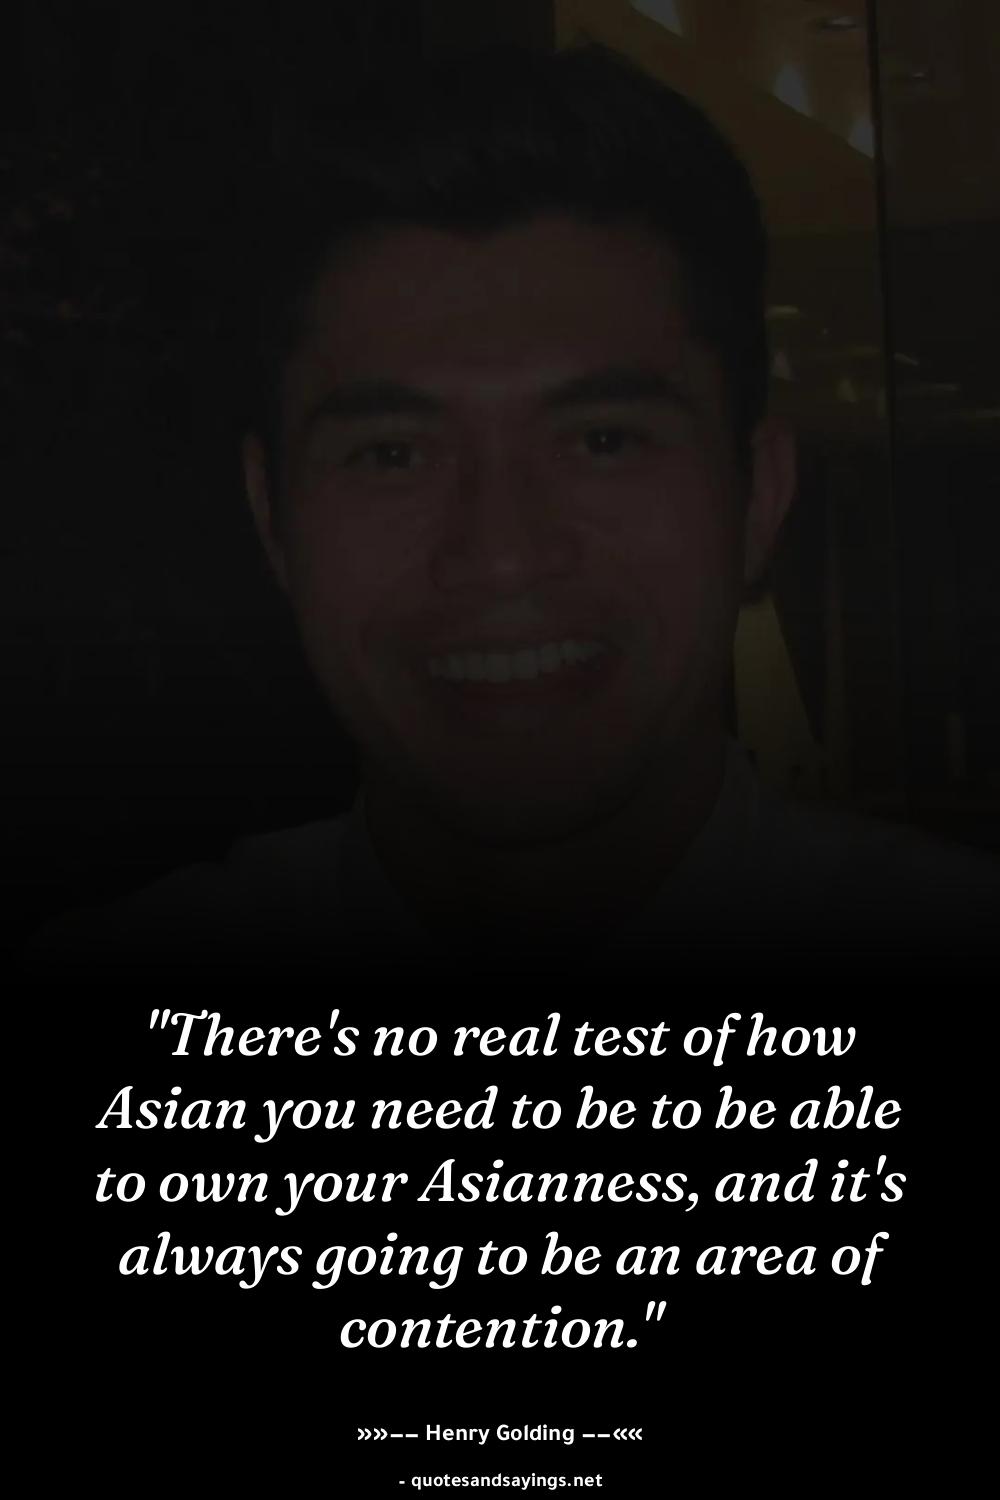 "There's no real test of how
Asian you need to be to be able
to own your Asianness, and it's
always going to be an area of
contention."
»»−− Henry Golding −−««
- quotesandsayings.net